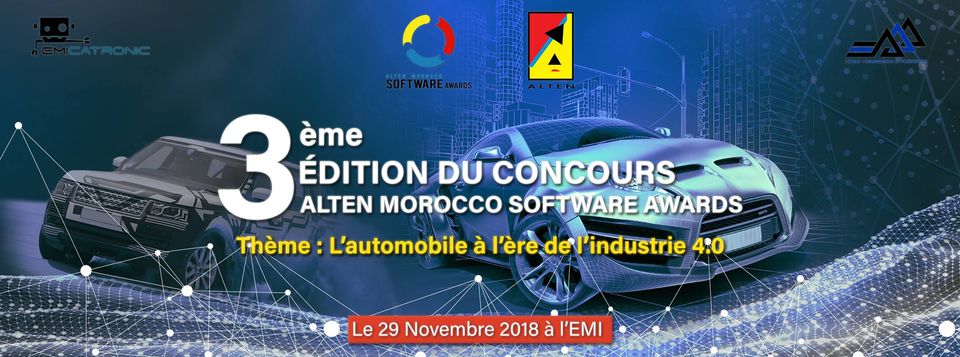 EMICATRONIC
ALTEN MOROCCO
SOFTWARE AWARDS
ALTEN
3ème
ÉDITION DU CONCOURS
ALTEN MOROCCO SOFTWARE AWARDS
Thème : L'automobile à l'ère de l'industrie 4.0
Le 29 Novembre 2018 à l'EMI